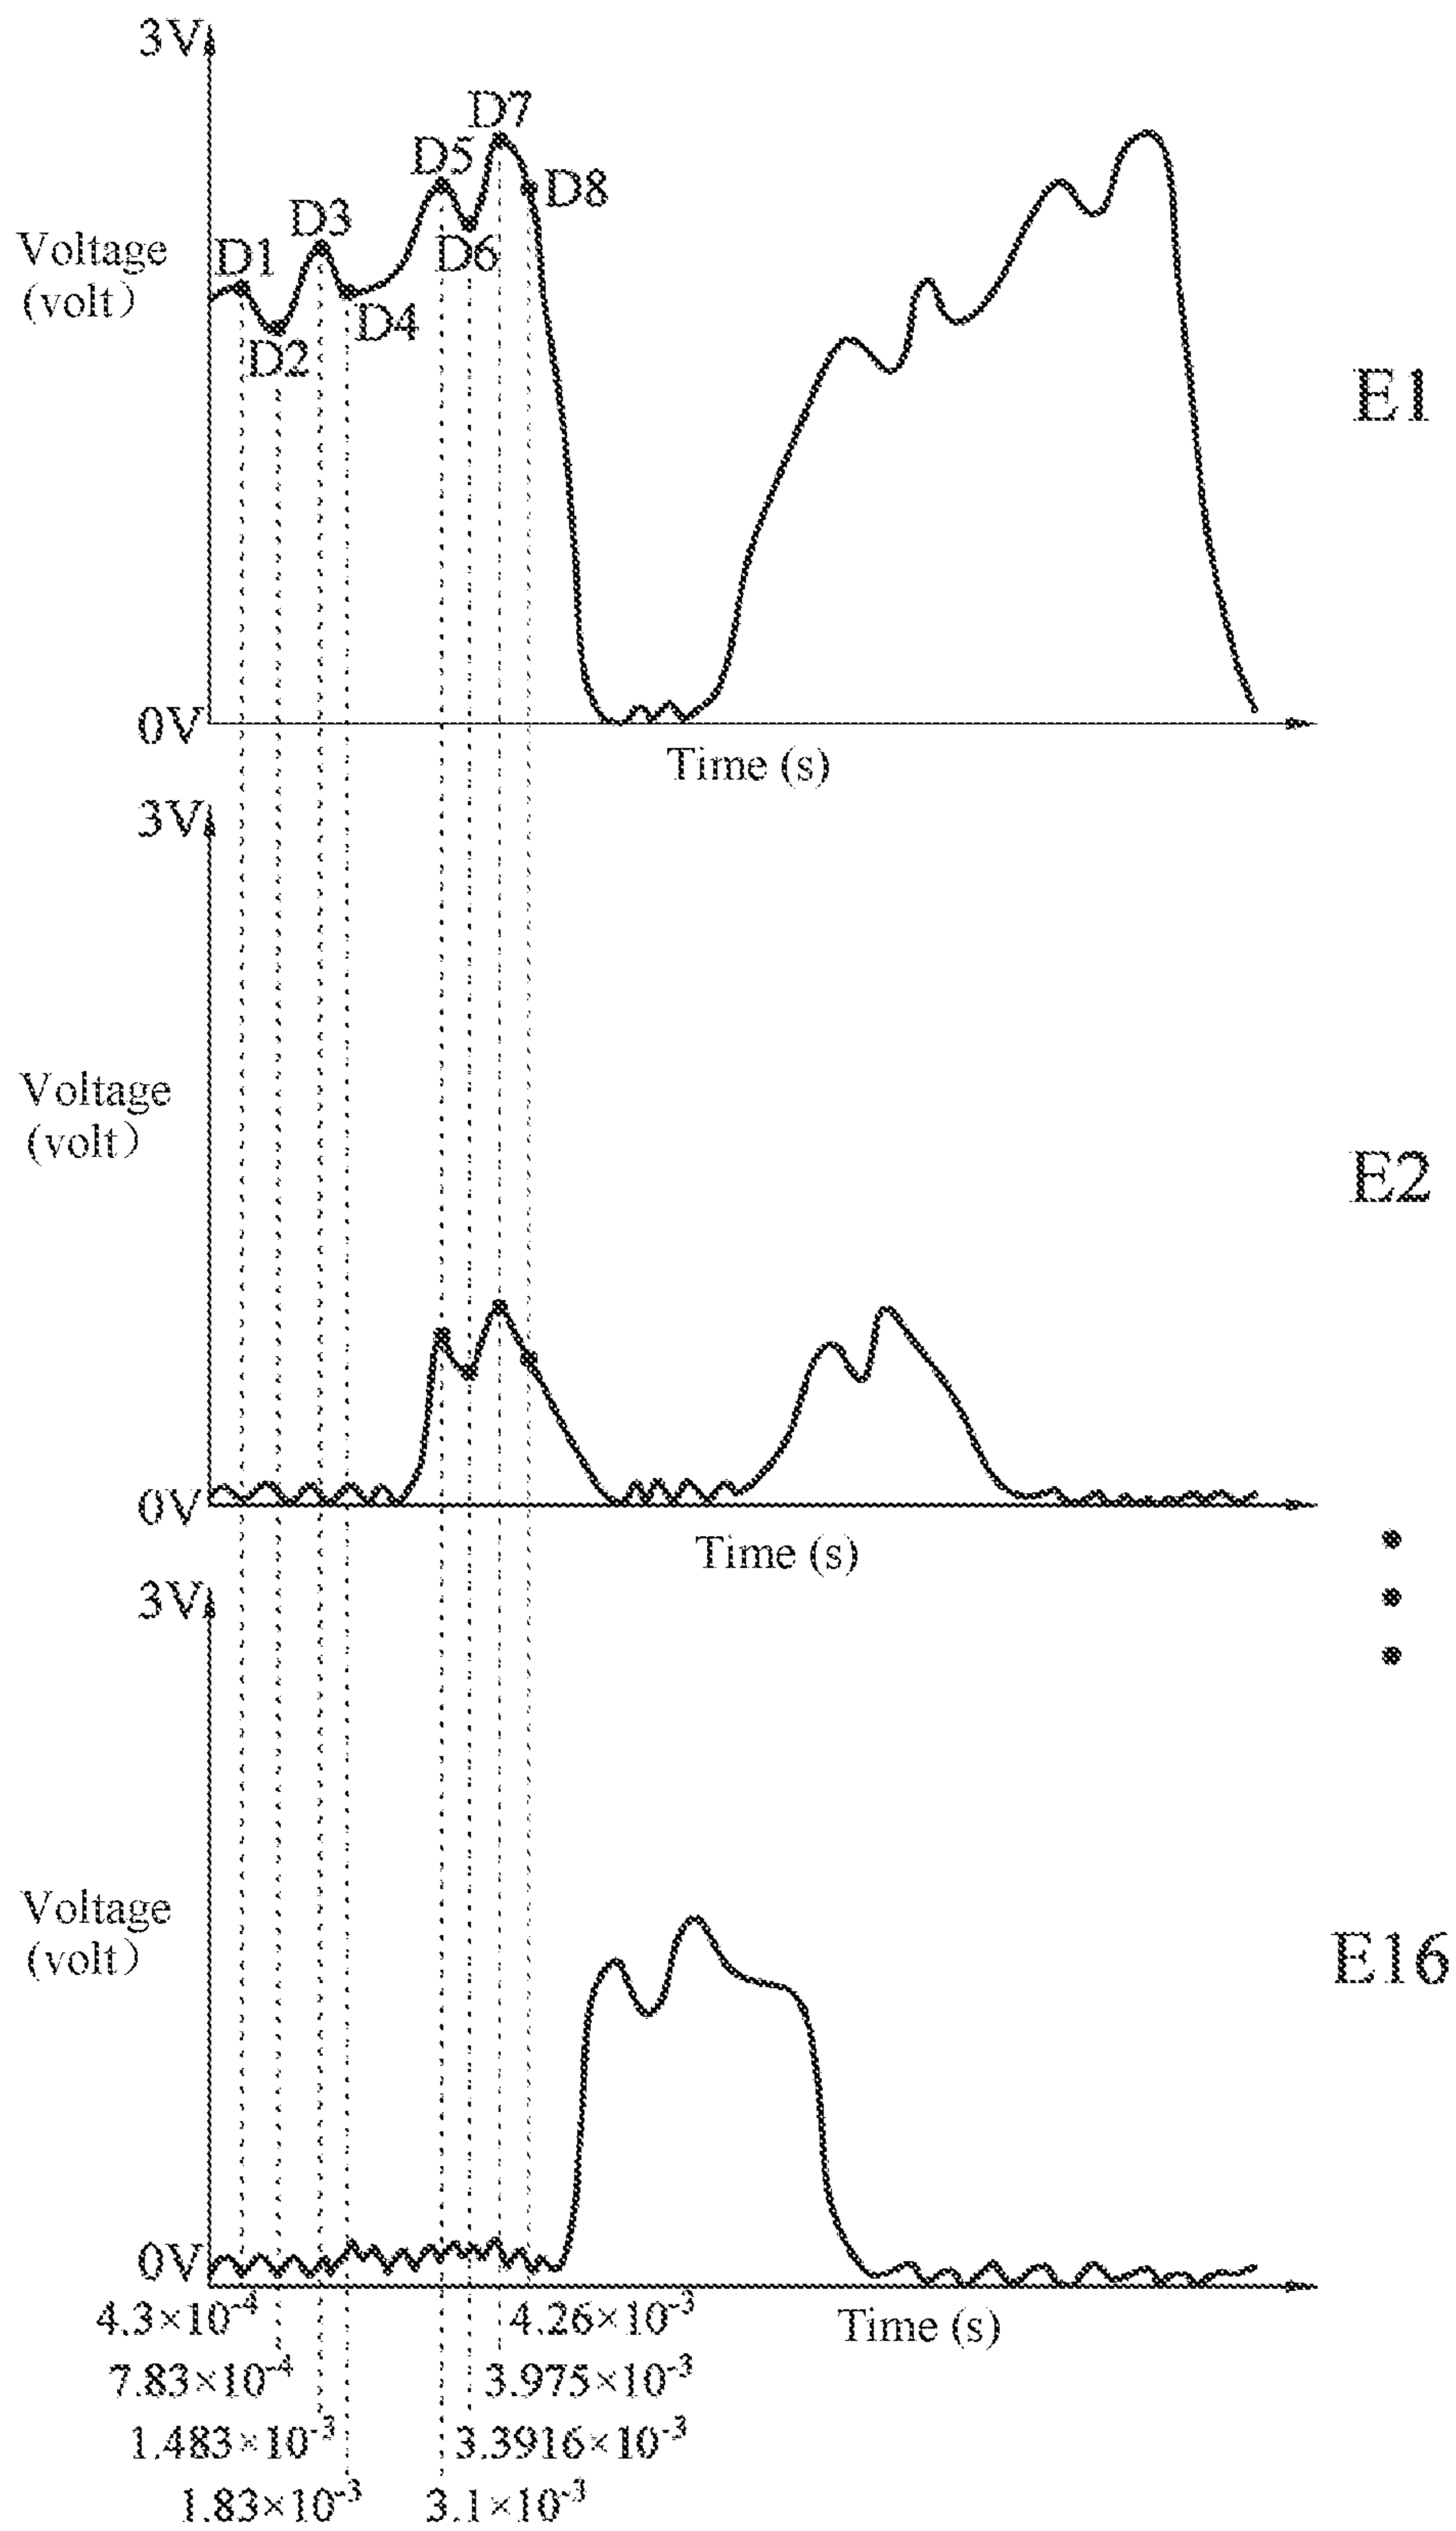 3V
D7
D5
D8
D3
Voltage
(volt)
D1
D6
D4
D2
E1
0V
Time (s)
3V
Voltage
(volt)
E2
0V
Time (s)
3V
Voltage
(volt)
E16
0V
4.3×10⁻⁴
4.26×10⁻³
Time (s)
7.83×10⁻⁴
3.975×10⁻³
1.483×10⁻³
3.3916×10⁻³
1.83×10⁻³
3.1×10⁻³